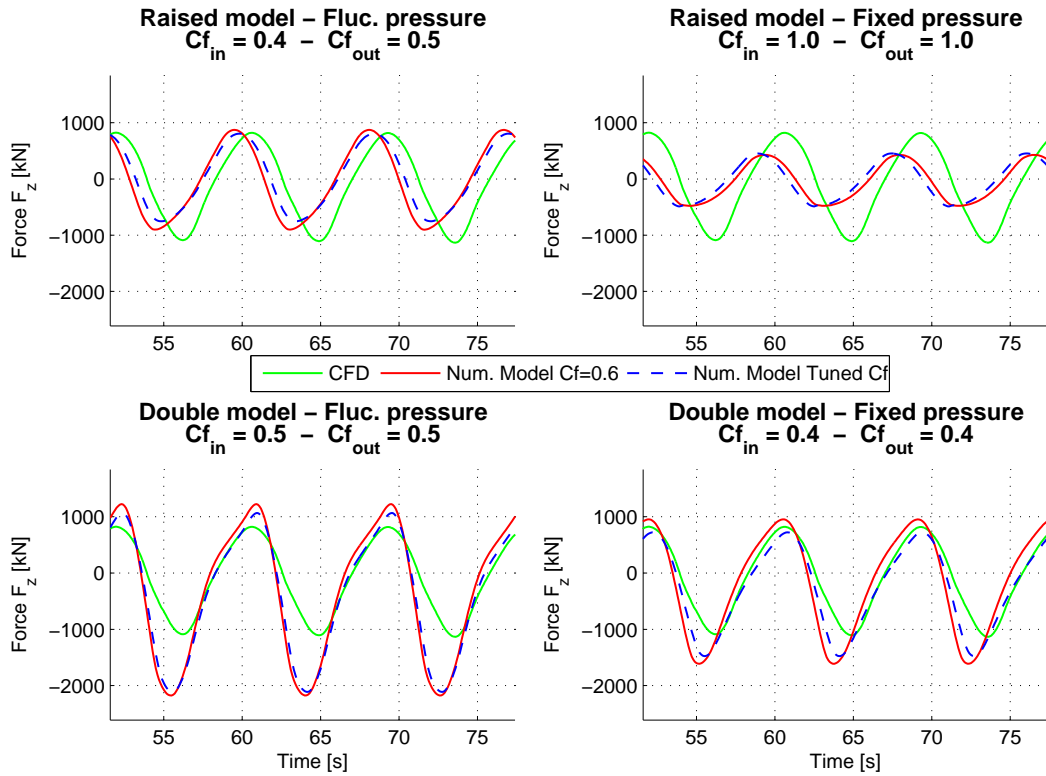 Raised model – Fluc. pressure
Cf_in = 0.4 – Cf_out = 0.5
Force F_z [kN]
1000
0
−1000
−2000
55 60 65 70 75
Raised model – Fixed pressure
Cf_in = 1.0 – Cf_out = 1.0
Force F_z [kN]
1000
0
−1000
−2000
55 60 65 70 75
CFD Num. Model Cf=0.6 Num. Model Tuned Cf
Double model – Fluc. pressure
Cf_in = 0.5 – Cf_out = 0.5
Force F_z [kN]
1000
0
−1000
−2000
55 60 65 70 75
Time [s]
Double model – Fixed pressure
Cf_in = 0.4 – Cf_out = 0.4
Force F_z [kN]
1000
0
−1000
−2000
55 60 65 70 75
Time [s]